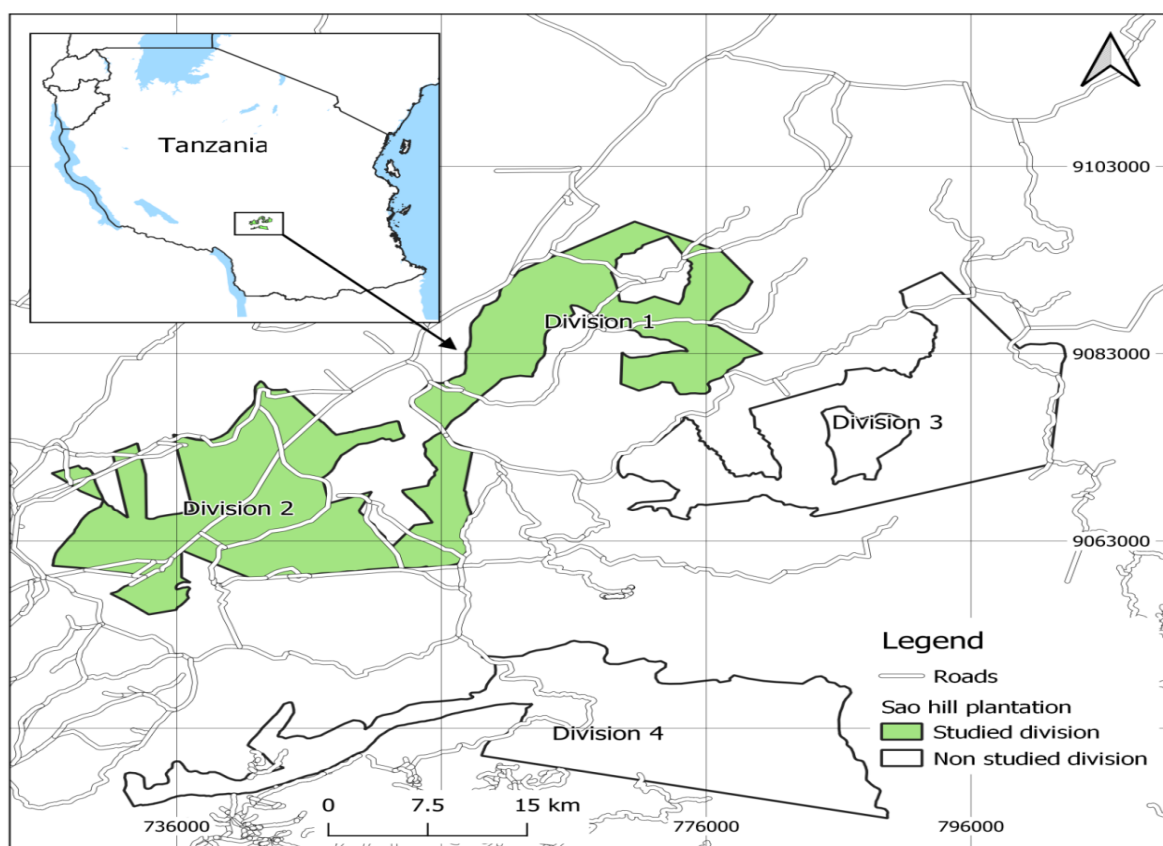 Tanzania
9103000
Division 1
9083000
Division 3
Division 2
9063000
Legend
Roads
Sao hill plantation
Studied division
Non studied division
Division 4
0 7.5 15 km
736000
776000
796000